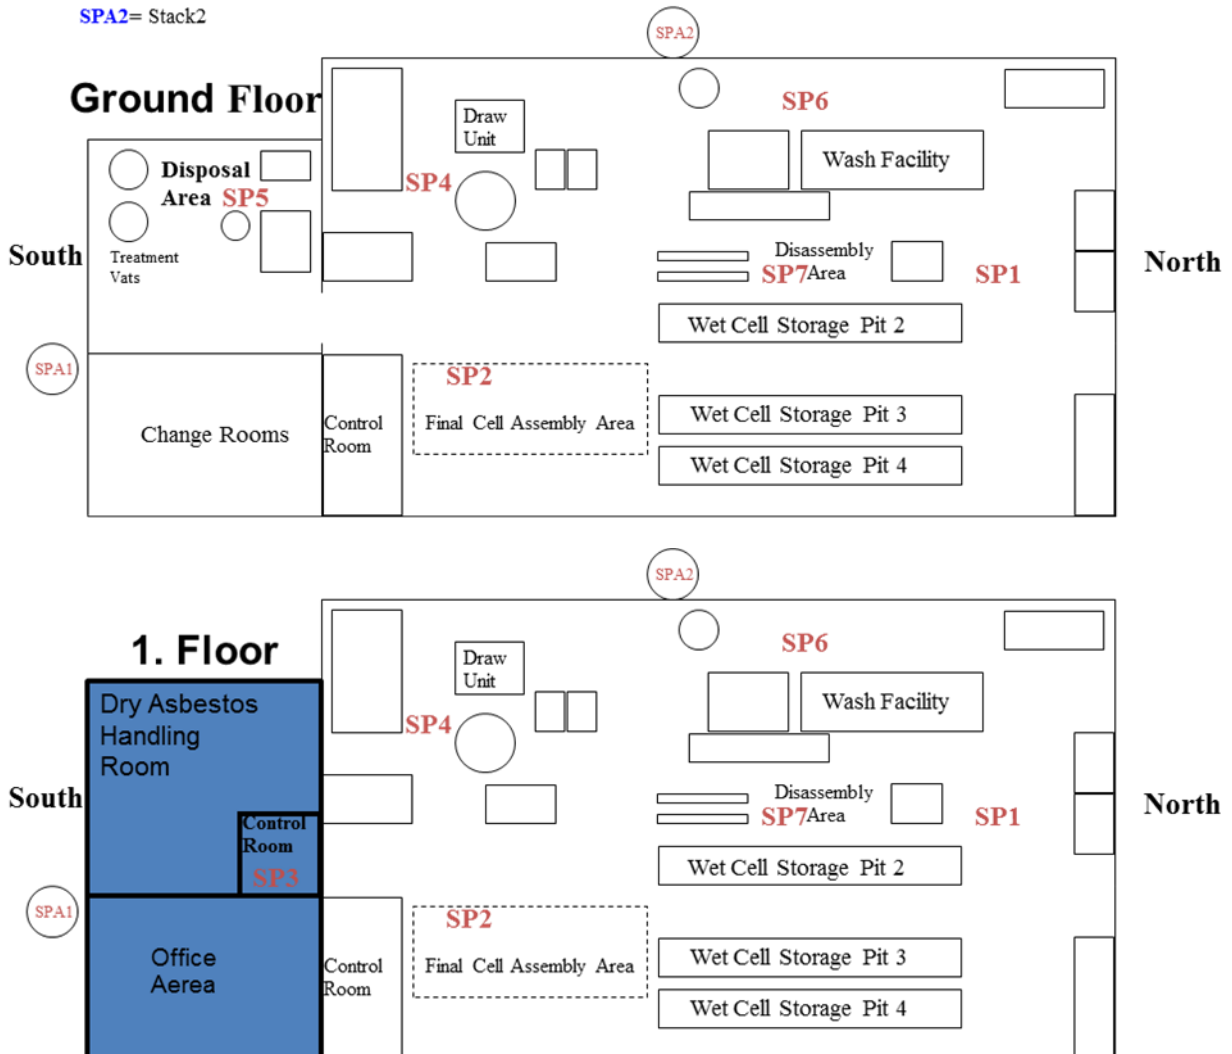 SPA2= Stack2
SPA2
Ground Floor
SP6
Draw
Unit
Wash Facility
Disposal
Area SP5
SP4
Treatment
Vats
South
Disassembly
Area
SP7
SP1
North
Wet Cell Storage Pit 2
SPA1
SP2
Change Rooms
Control
Room
Final Cell Assembly Area
Wet Cell Storage Pit 3
Wet Cell Storage Pit 4
SPA2
1. Floor
SP6
Draw
Unit
Wash Facility
Dry Asbestos
Handling
Room
SP4
South
Disassembly
Area
SP7
SP1
North
Control
Room
SP3
Wet Cell Storage Pit 2
SPA1
SP2
Office
Aerea
Control
Room
Final Cell Assembly Area
Wet Cell Storage Pit 3
Wet Cell Storage Pit 4